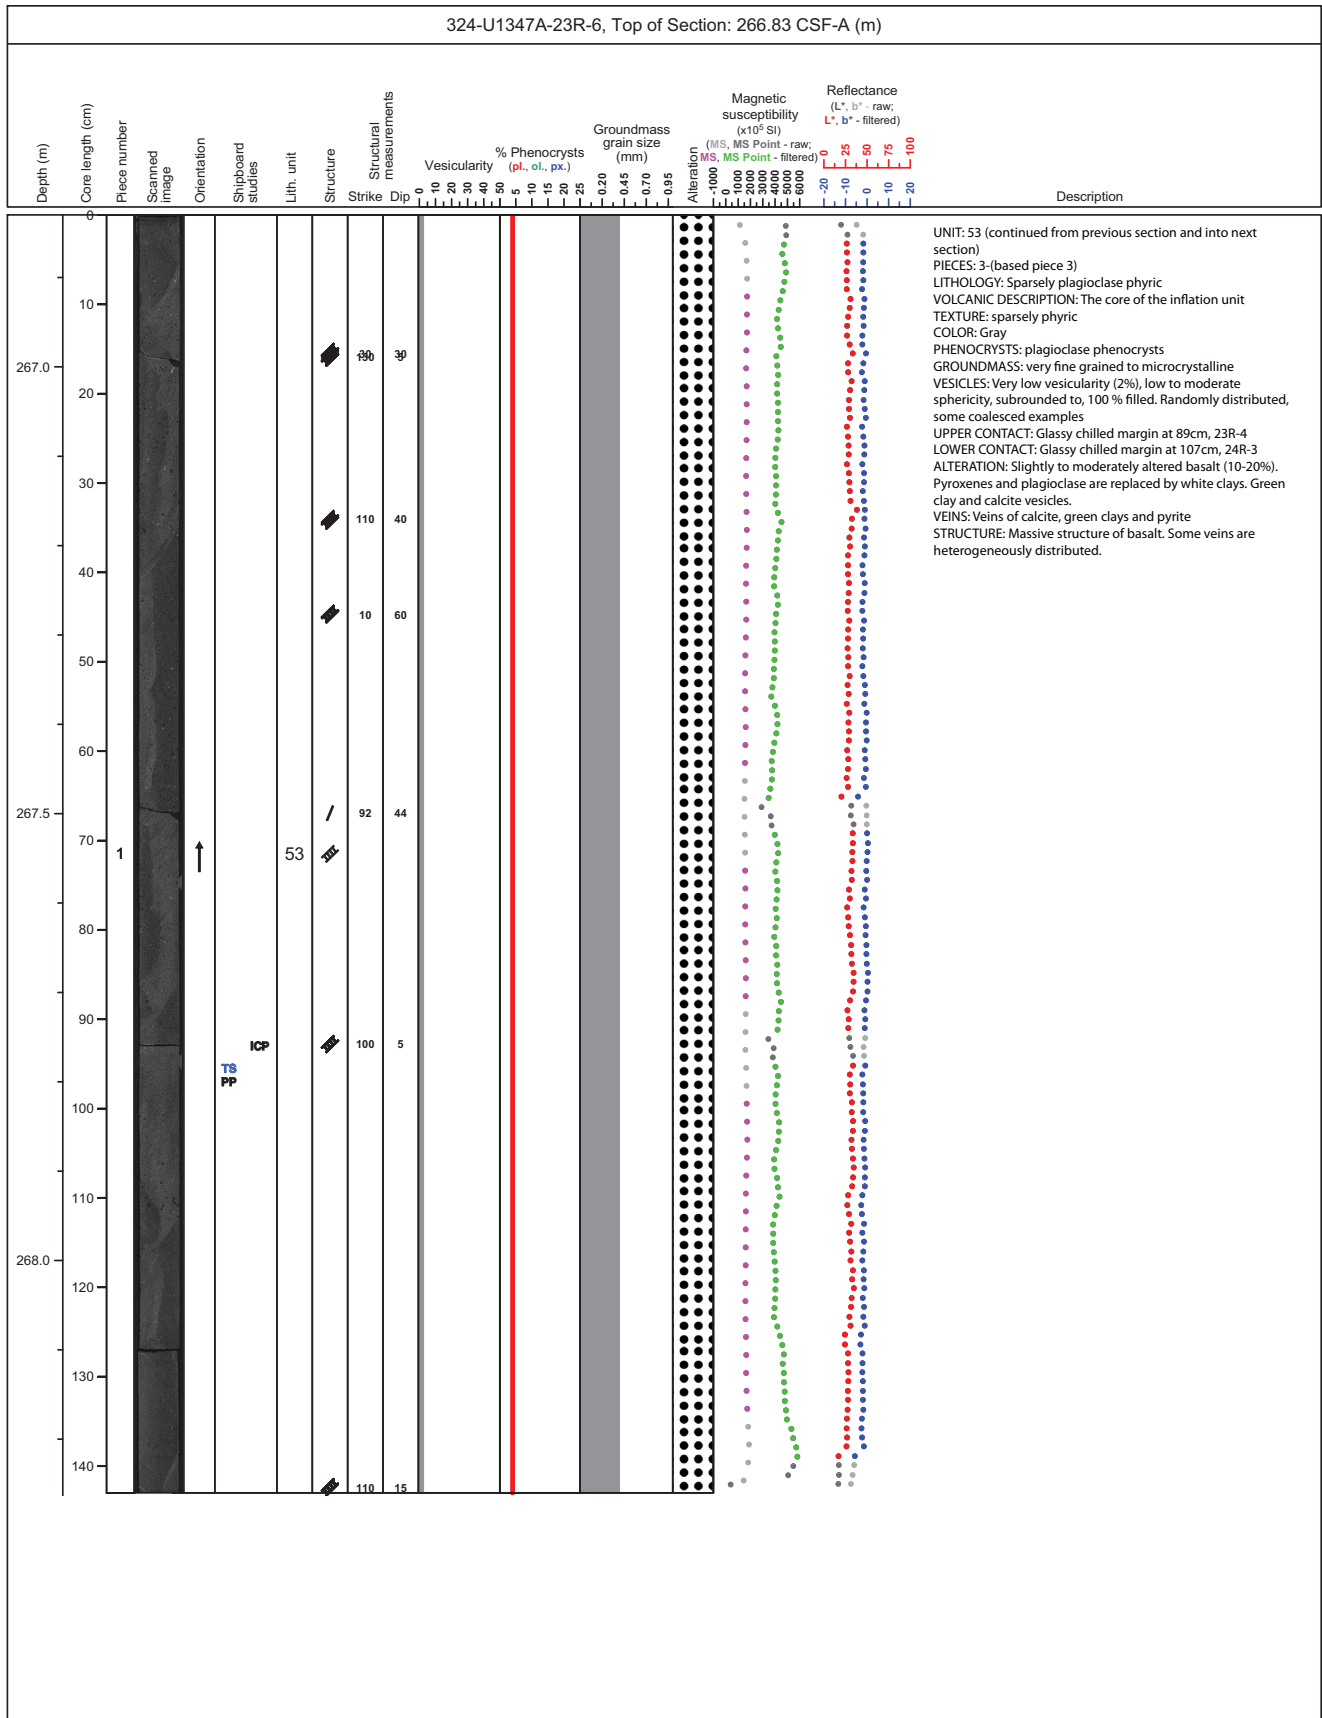 324-U1347A-23R-6, Top of Section: 266.83 CSF-A (m)
Depth (m)
Core length (cm)
Piece number
Scanned
image
Orientation
Shipboard
studies
Lith. unit
Structure
Structural
measurements
Strike Dip
Vesicularity
0 10 20 30 40 50
% Phenocrysts
(pl., ol., px.)
5 10 15 20 25
Groundmass
grain size
(mm)
0.20 0.45 0.70 0.95
Alteration
Magnetic
susceptibility
(x10⁵ SI)
(MS, MS Point - raw;
MS, MS Point - filtered)
-1000 0 1000 2000 3000 4000 5000 6000
Reflectance
(L*, b* - raw;
L*, b* - filtered)
0 25 50 75 100
-20 -10 0 10 20
Description
0
10
267.0
20
30
40
50
60
267.5
70
80
90
100
110
268.0
120
130
140
1
53
30 30
110 40
10 60
92 44
100 5
110 15
ICP
TS
PP
UNIT: 53 (continued from previous section and into next
section)
PIECES: 3-(based piece 3)
LITHOLOGY: Sparsely plagioclase phyric
VOLCANIC DESCRIPTION: The core of the inflation unit
TEXTURE: sparsely phyric
COLOR: Gray
PHENOCRYSTS: plagioclase phenocrysts
GROUNDMASS: very fine grained to microcrystalline
VESICLES: Very low vesicularity (2%), low to moderate
sphericity, subrounded to, 100 % filled. Randomly distributed,
some coalesced examples
UPPER CONTACT: Glassy chilled margin at 89cm, 23R-4
LOWER CONTACT: Glassy chilled margin at 107cm, 24R-3
ALTERATION: Slightly to moderately altered basalt (10-20%).
Pyroxenes and plagioclase are replaced by white clays. Green
clay and calcite vesicles.
VEINS: Veins of calcite, green clays and pyrite
STRUCTURE: Massive structure of basalt. Some veins are
heterogeneously distributed.